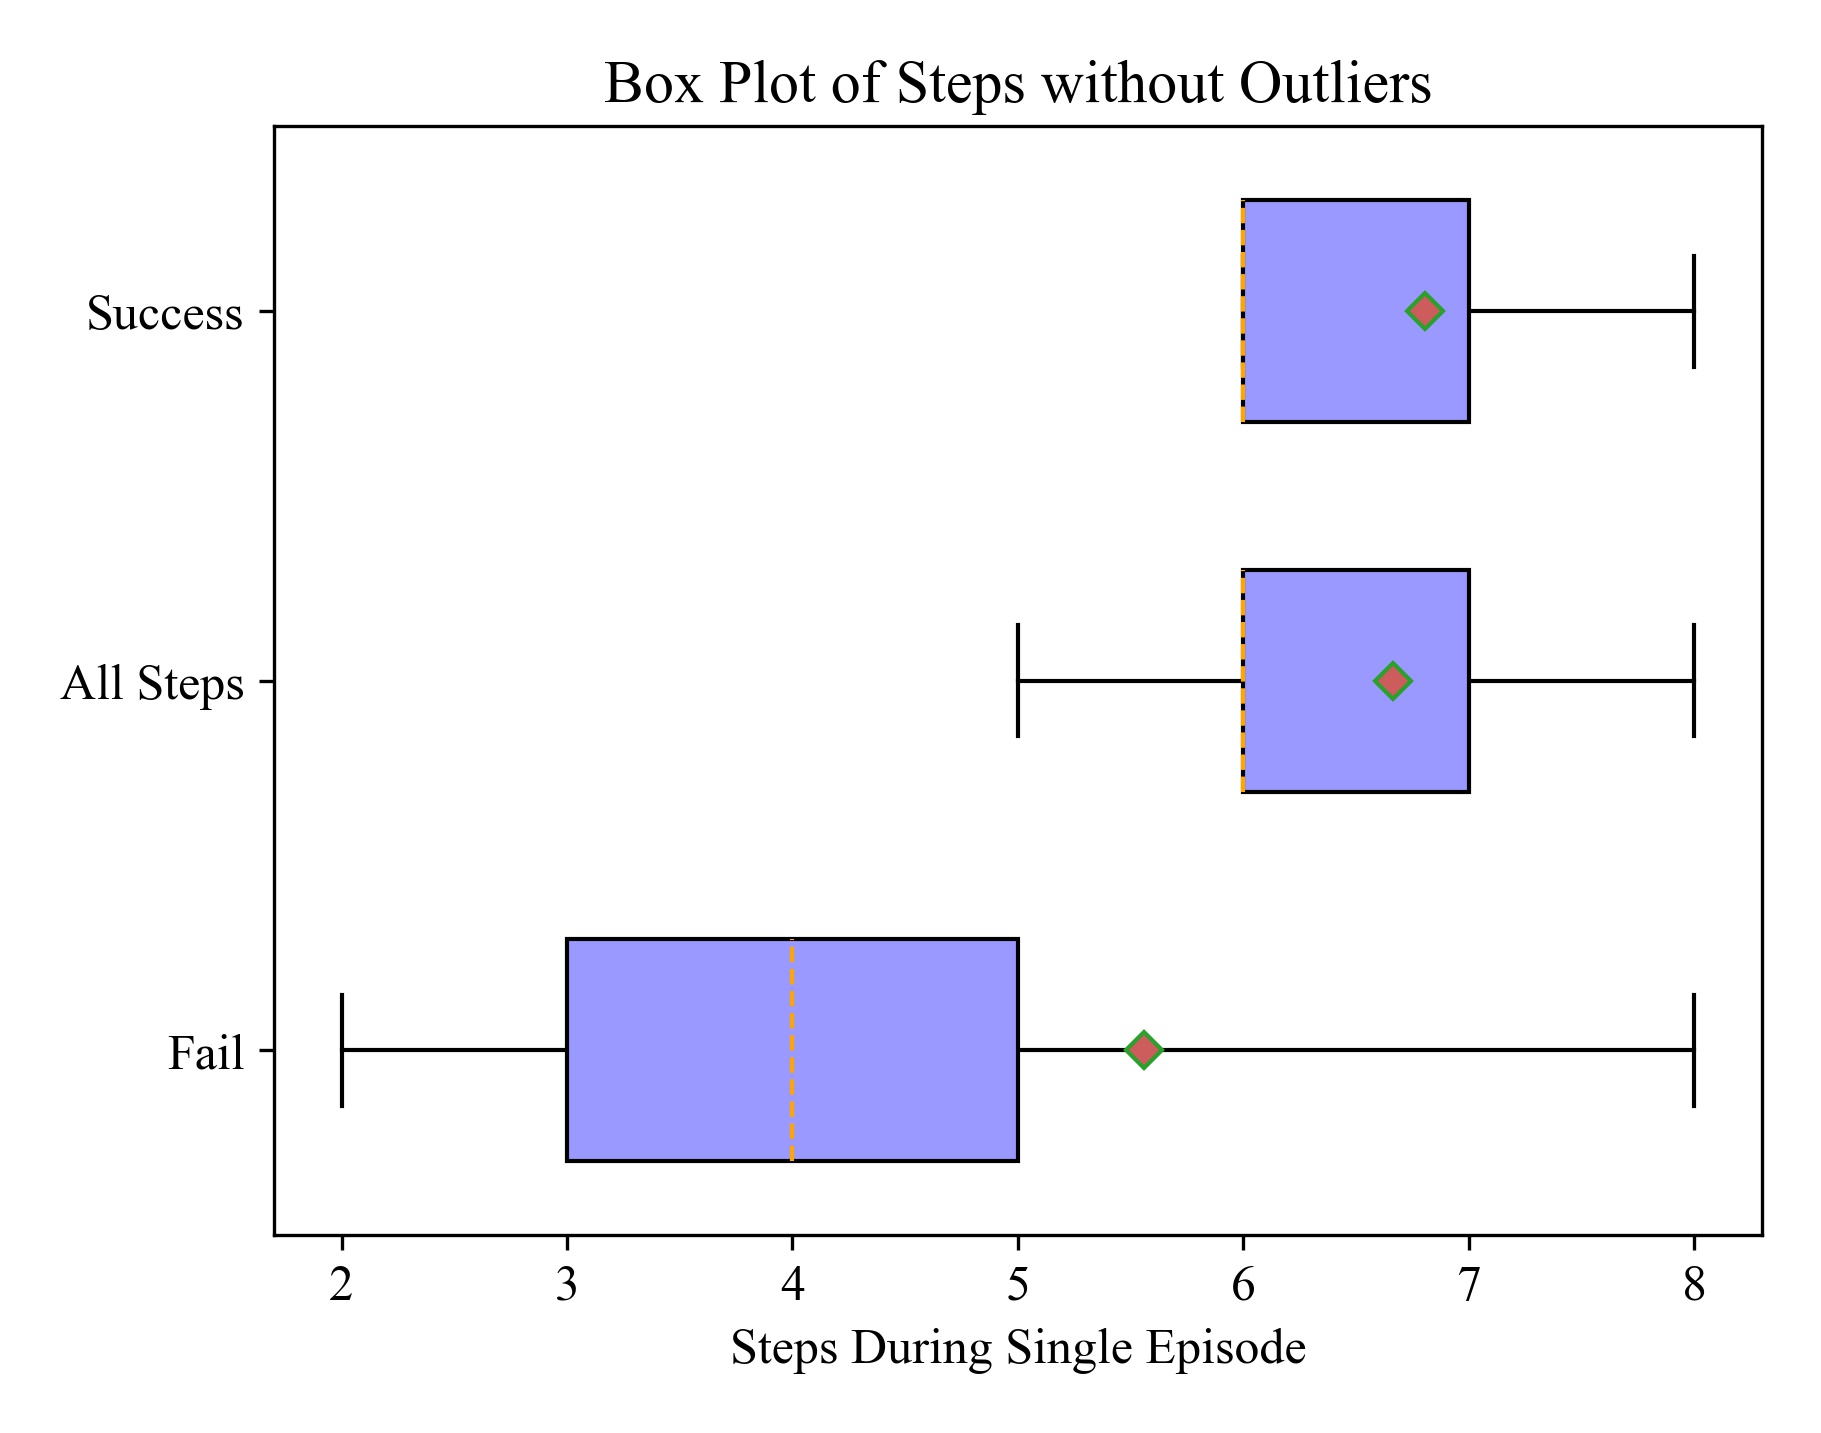 Box Plot of Steps without Outliers
Success
All Steps
Fail
2 3 4 5 6 7 8
Steps During Single Episode